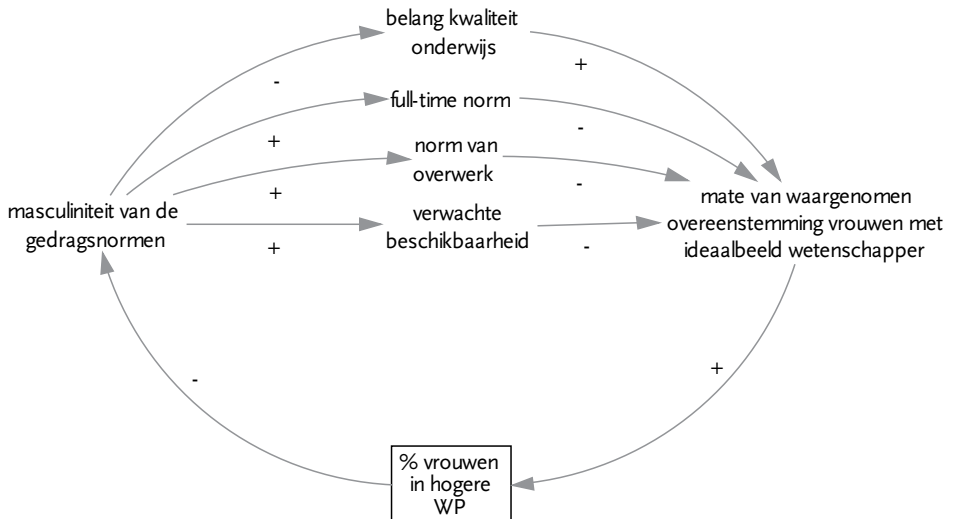 belang kwaliteit
onderwijs
+
-
full-time norm
-
+
norm van
overwerk
-
+
masculiniteit van de
gedragsnormen
verwachte
beschikbaarheid
+
-
mate van waargenomen
overeenstemming vrouwen met
ideaalbeeld wetenschapper
+
-
% vrouwen
in hogere
WP